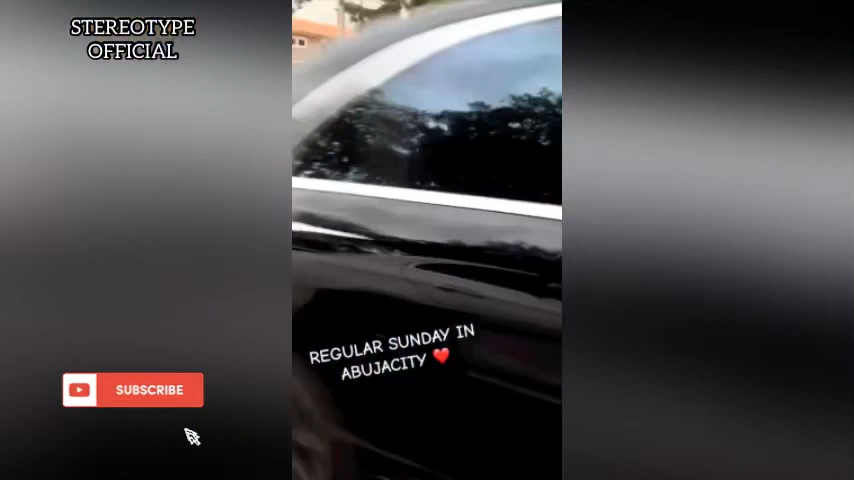 STEREOTYPE
OFFICIAL
REGULAR SUNDAY IN
ABUJACITY ❤️
SUBSCRIBE